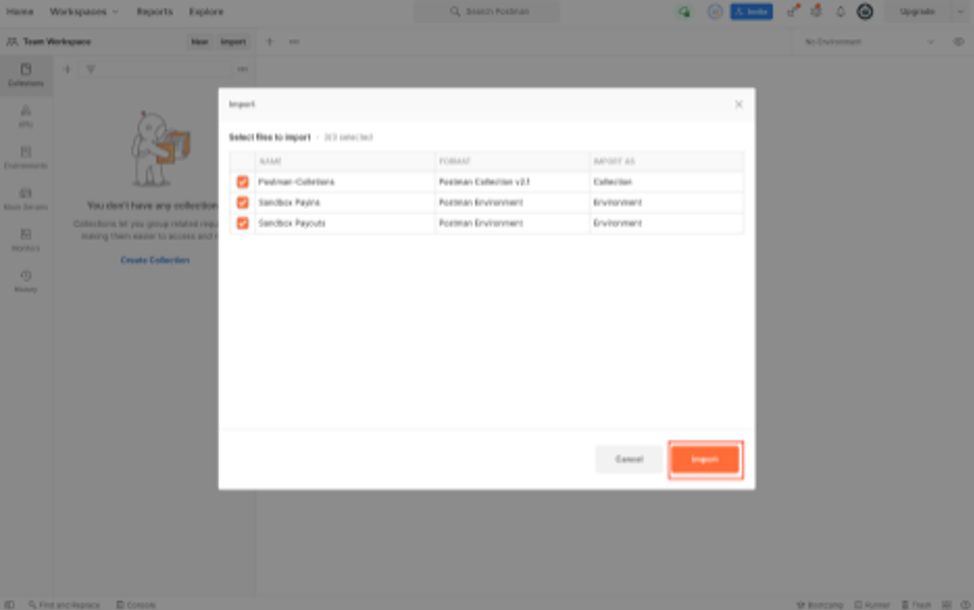 Home Workspaces Reports Explore Search Postman Invite Upgrade
Team Workspace New Import No Environment
Collections
APIs
Environments
Mock Servers
Monitors
History
You don't have any collection
Collections let you group related requ
making them easier to access and r
Create Collection
Import
Select files to import · 3/3 selected
NAME FORMAT IMPORT AS
Postman Collection v2.1 Collection
Sandbox Payins Postman Environment Environment
Sandbox Payouts Postman Environment Environment
Cancel Import
Find and Replace Console Bootcamp Runner Trash